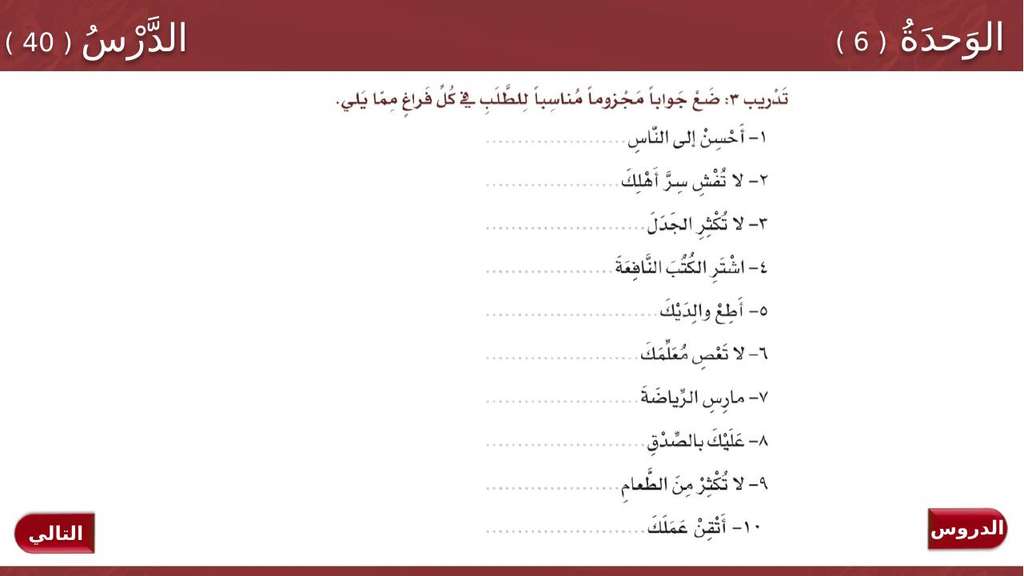 الوَحدَةُ ( 6 )
الدَّرْسُ ( 40 )
تَدْريب ٣: ضَعْ جَواباً مَجْزوماً مُناسِباً لِلطَّلَبِ في كُلِّ فَراغٍ مِمّا يَلي.
١- أَحْسِنْ إلى النّاسِ ......................
٢- لا تُفْشِ سِرَّ أَهْلِكَ ......................
٣- لا تُكْثِرِ الجَدَلَ ......................
٤- اشْتَرِ الكُتُبَ النَّافِعَةَ ......................
٥- أَطِعْ والِدَيْكَ ......................
٦- لا تَعْصِ مُعَلِّمَكَ ......................
٧- مارِسِ الرِّياضَةَ ......................
٨- عَلَيْكَ بالصِّدْقِ ......................
٩- لا تُكْثِرْ مِنَ الطَّعامِ ......................
١٠- أَتْقِنْ عَمَلَكَ ......................
الدروس
التالي